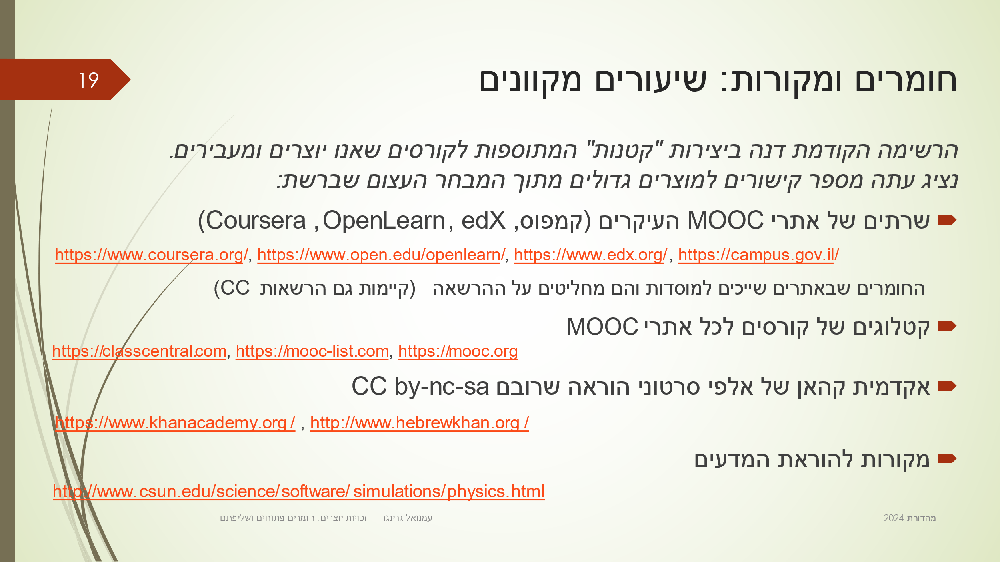 19
חומרים ומקורות: שיעורים מקוונים
הרשימה הקודמת דנה ביצירות "קטנות" המתוספות לקורסים שאנו יוצרים ומעבירים.
נציג עתה מספר קישורים למוצרים גדולים מתוך המבחר העצום שברשת:
שרתים של אתרי MOOC העיקריים (קמפוס, Coursera ,OpenLearn, edX)
https://www.coursera.org/, https://www.open.edu/openlearn/, https://www.edx.org/, https://campus.gov.il/
החומרים שבאתרים שייכים למוסדות והם מחליטים על ההרשאה (קיימות גם הרשאות CC)
קטלוגים של קורסים לכל אתרי MOOC
https://classcentral.com, https://mooc-list.com, https://mooc.org
אקדמית קהאן של אלפי סרטוני הוראה שרובם CC by-nc-sa
https://www.khanacademy.org/ , http://www.hebrewkhan.org/
מקורות להוראת המדעים
http://www.csun.edu/science/software/simulations/physics.html
מהדורת 2024
עמנואל גרינגרד - זכויות יוצרים, חומרים פתוחים ושליפתם